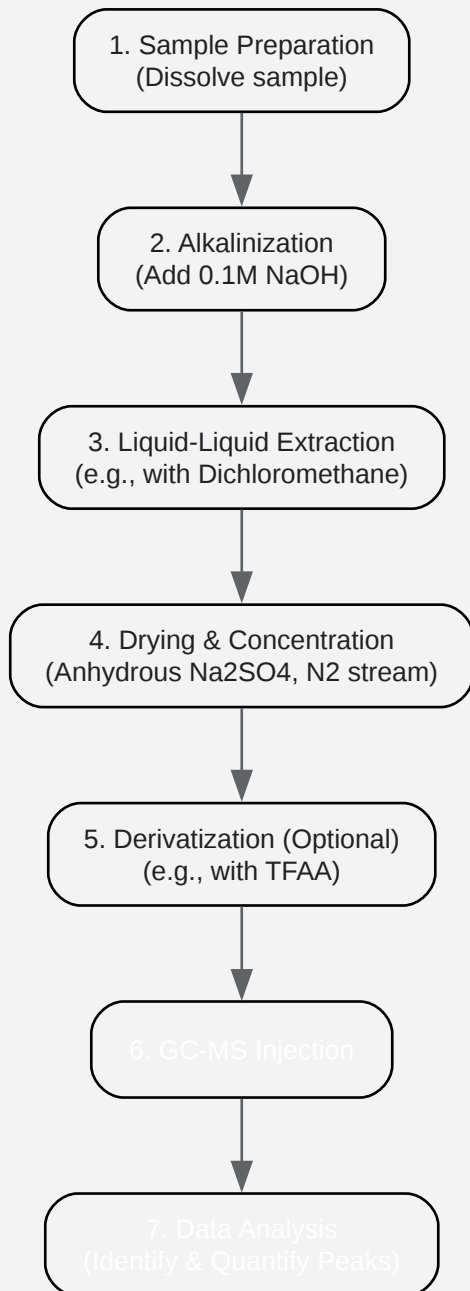 1. Sample Preparation
(Dissolve sample)
2. Alkalinization
(Add 0.1M NaOH)
3. Liquid-Liquid Extraction
(e.g., with Dichloromethane)
4. Drying & Concentration
(Anhydrous Na2SO4, N2 stream)
5. Derivatization (Optional)
(e.g., with TFAA)
6. GC-MS Injection
7. Data Analysis
(Identify & Quantify Peaks)